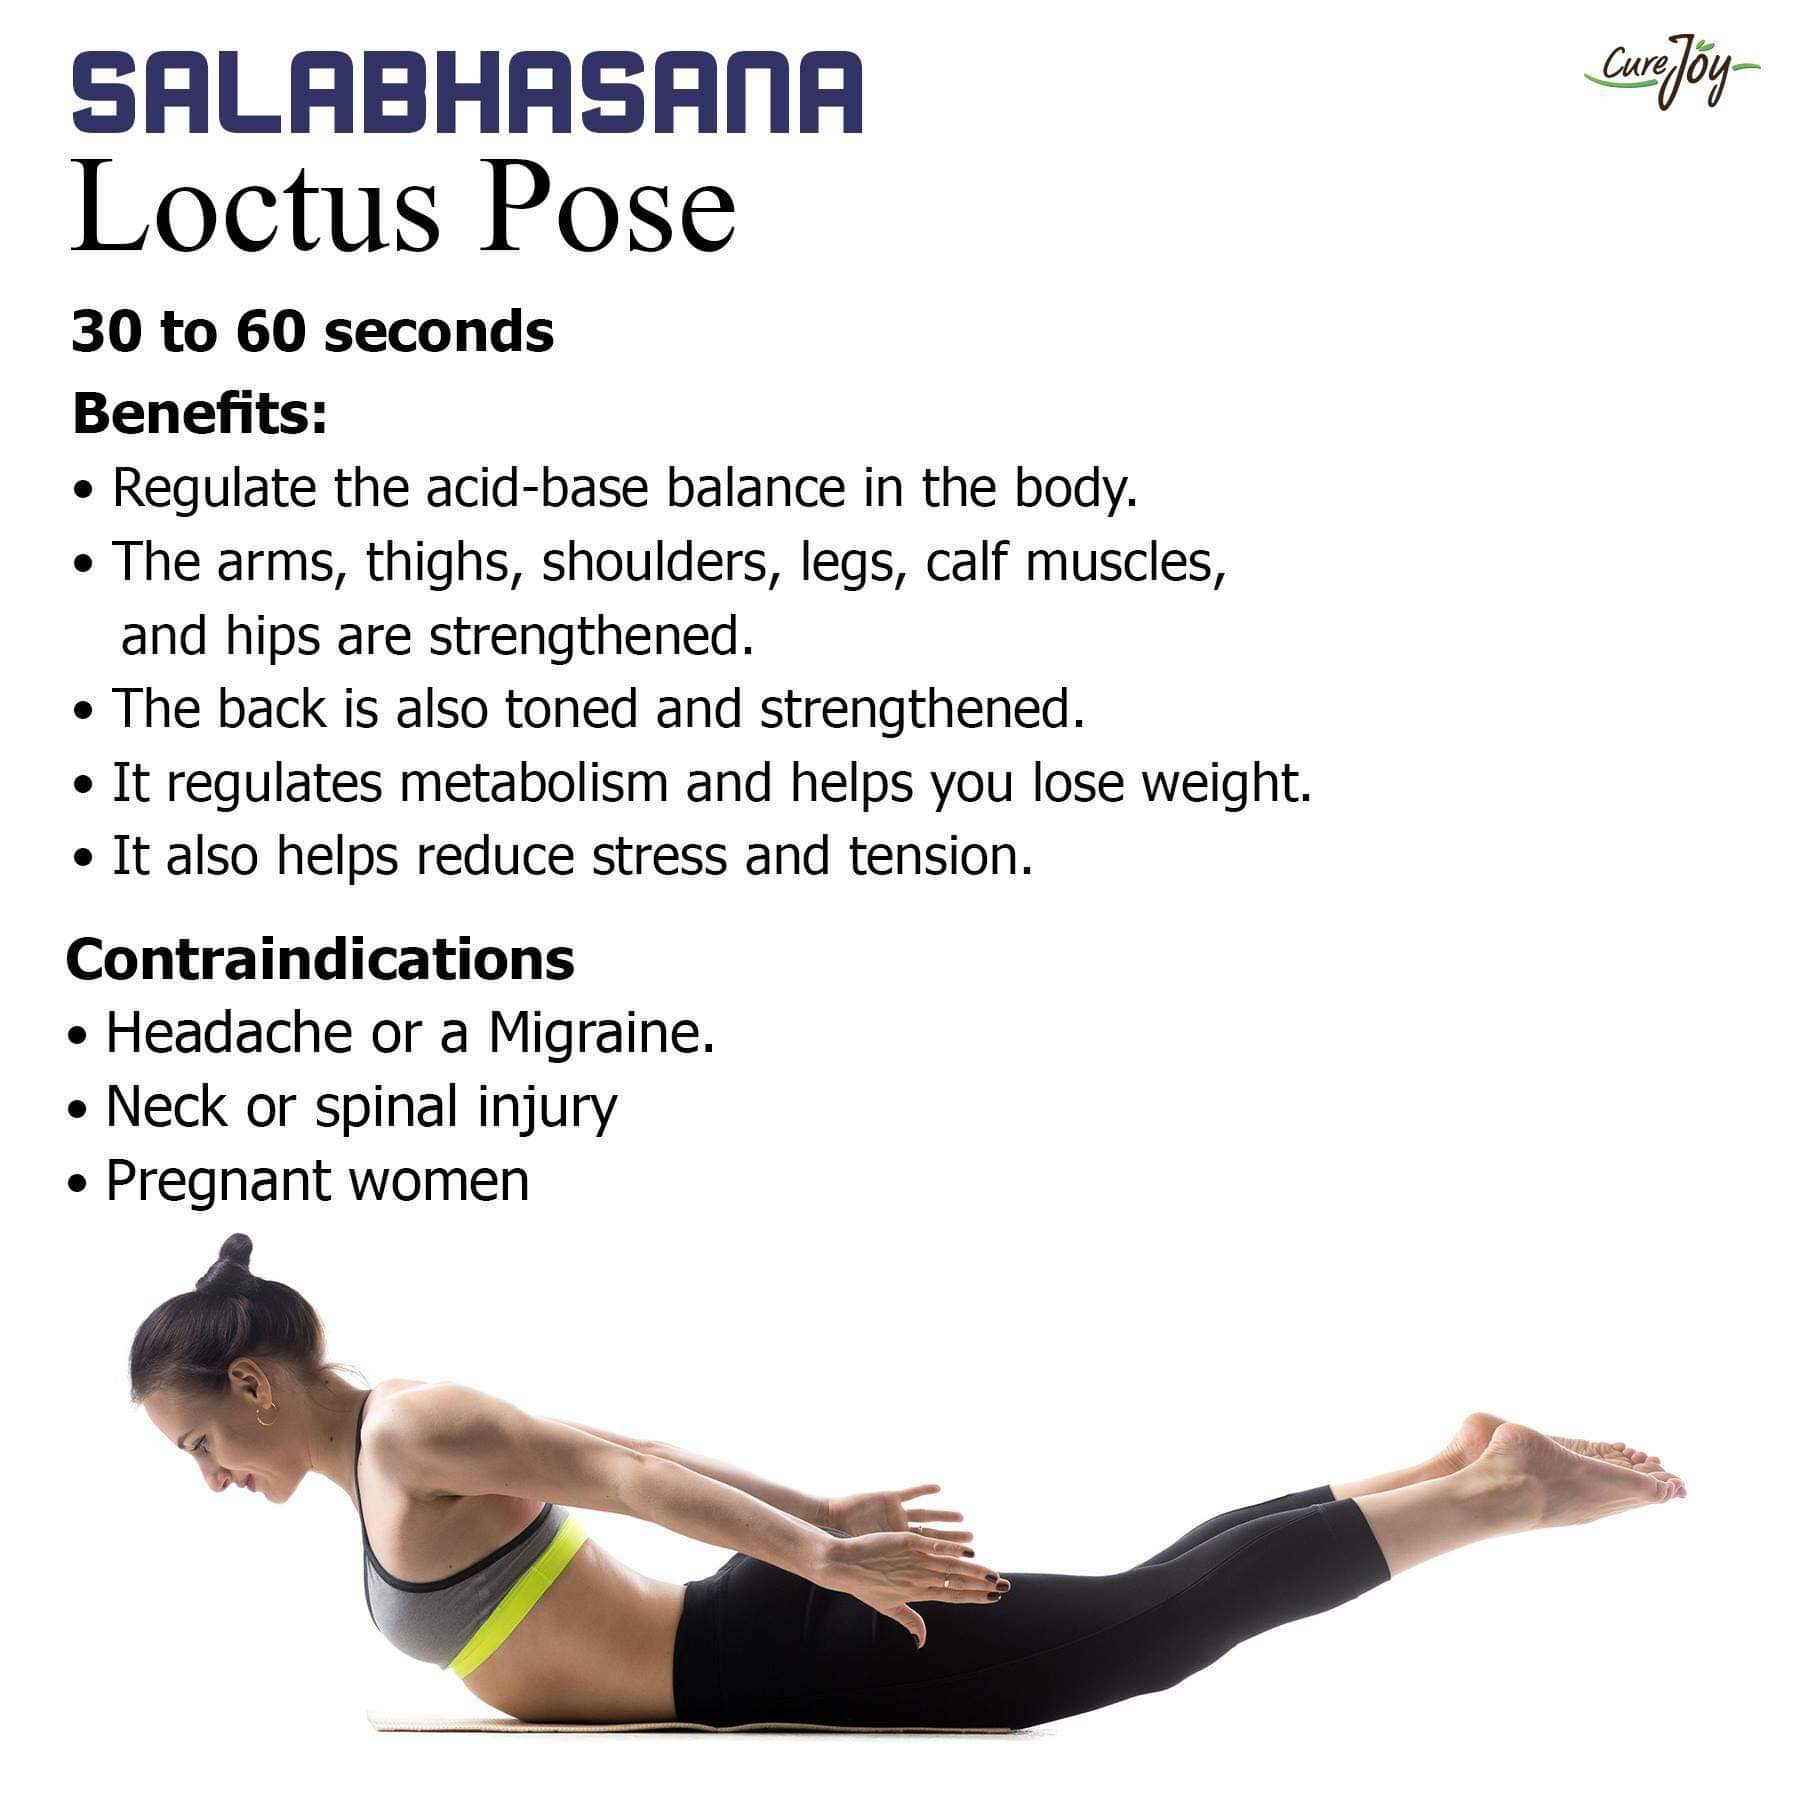 SALABHASANA
CureJoy
Loctus Pose
30 to 60 seconds
Benefits:
• Regulate the acid-base balance in the body.
• The arms, thighs, shoulders, legs, calf muscles,
and hips are strengthened.
• The back is also toned and strengthened.
• It regulates metabolism and helps you lose weight.
• It also helps reduce stress and tension.
Contraindications
• Headache or a Migraine.
• Neck or spinal injury
• Pregnant women